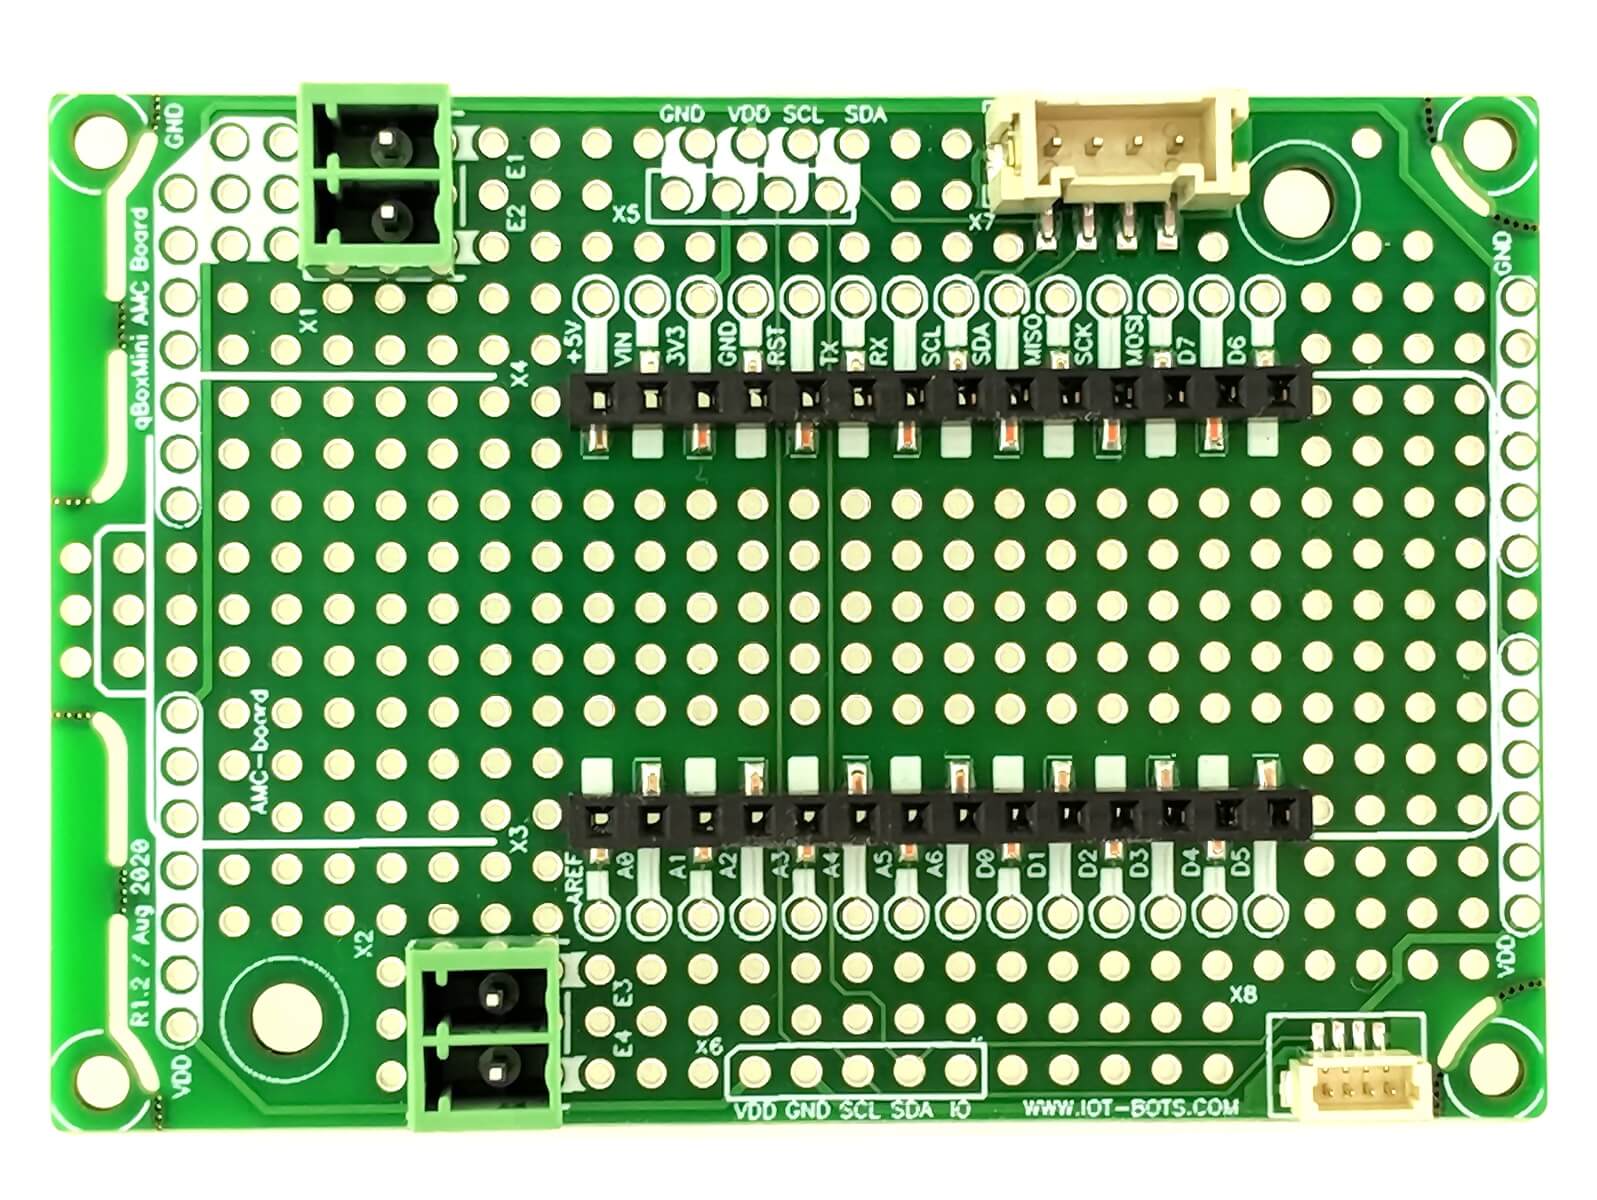 GND
GND VDD SCL SDA
E1
E2
X5
X7
qBoxMini AMC Board
X1
GND
+5V VIN 3V3 GND RST TX RX SCL SDA MISO SCK MOSI D7 D6
X4
AMC-board
X3
AREF A0 A1 A2 A3 A4 A5 A6 D0 D1 D2 D3 D4 D5
R1.2 / Aug 2020
X2
VDD
E3
E4
X8
X6
VDD
VDD GND SCL SDA IO
WWW.IOT-BOTS.COM